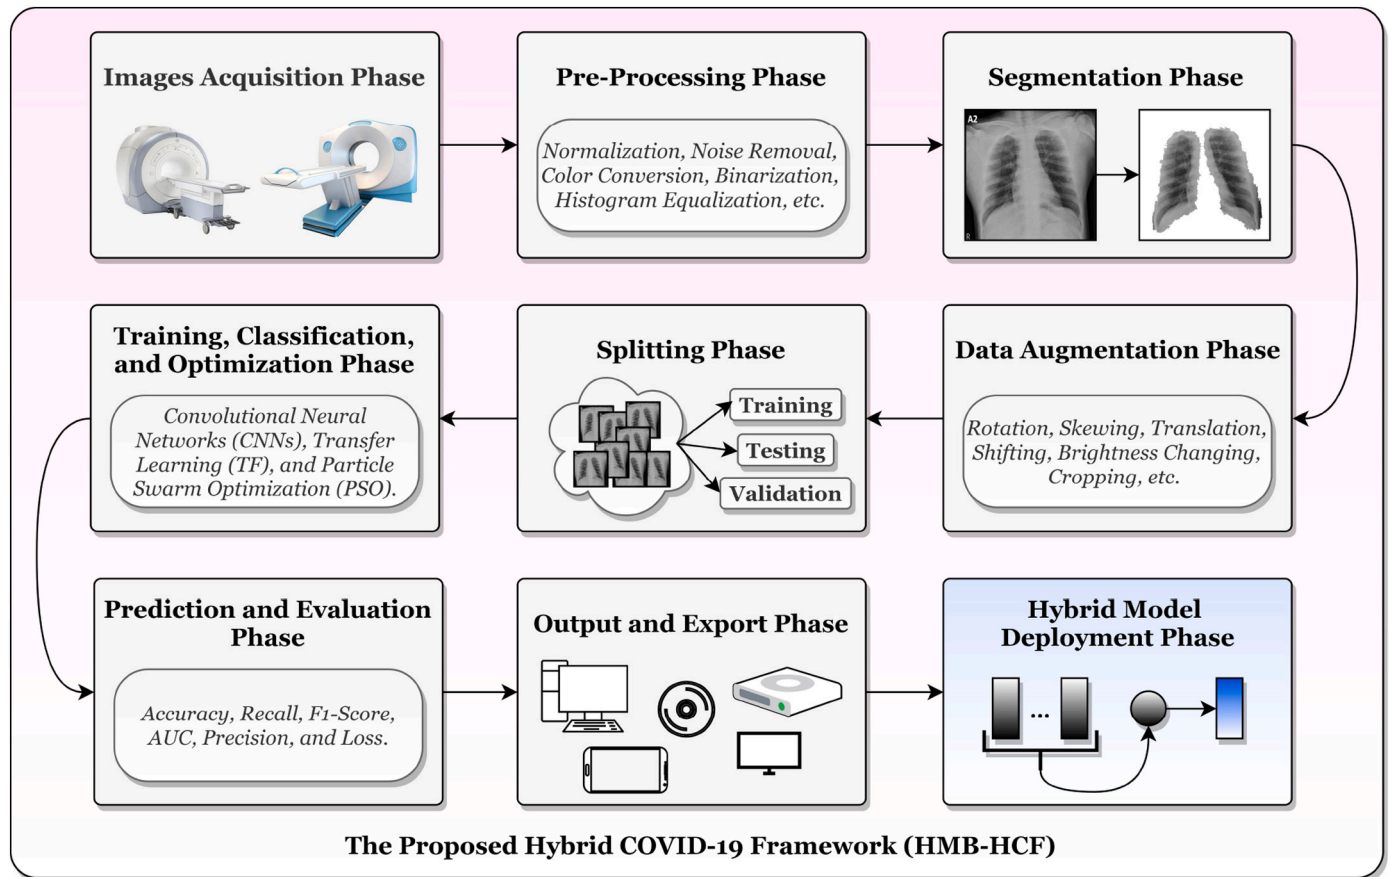 Images Acquisition Phase
Pre-Processing Phase
Normalization, Noise Removal,
Color Conversion, Binarization,
Histogram Equalization, etc.
Segmentation Phase
A2
R
Data Augmentation Phase
Rotation, Skewing, Translation,
Shifting, Brightness Changing,
Cropping, etc.
Splitting Phase
Training
Testing
Validation
Training, Classification,
and Optimization Phase
Convolutional Neural
Networks (CNNs), Transfer
Learning (TF), and Particle
Swarm Optimization (PSO).
Prediction and Evaluation
Phase
Accuracy, Recall, F1-Score,
AUC, Precision, and Loss.
Output and Export Phase
Hybrid Model
Deployment Phase
...
The Proposed Hybrid COVID-19 Framework (HMB-HCF)